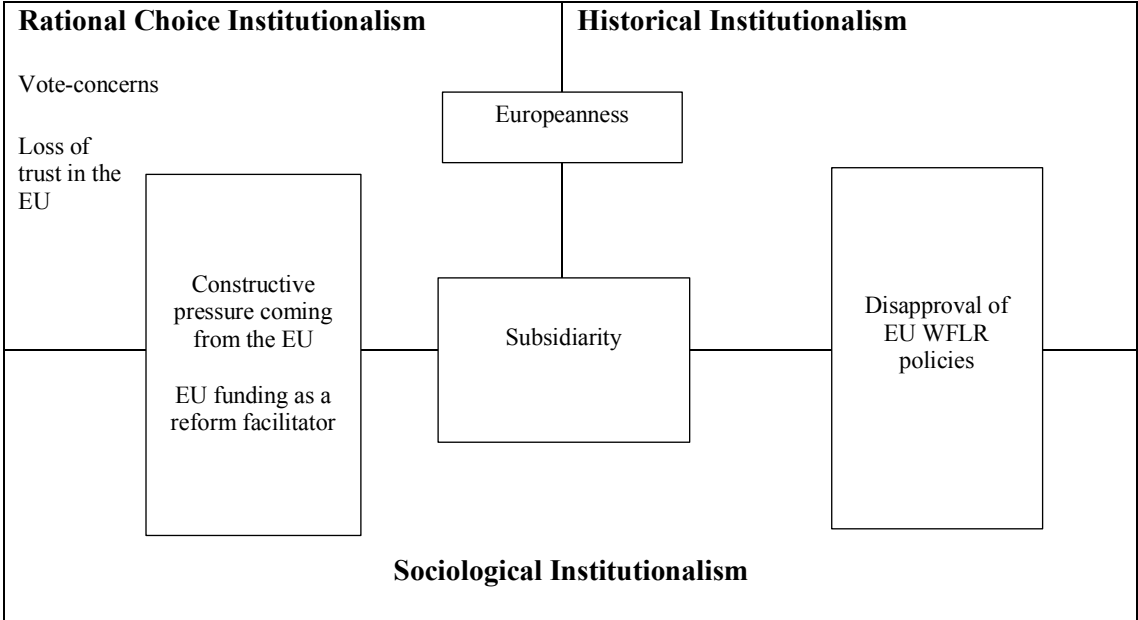 Rational Choice Institutionalism
Historical Institutionalism
Vote-concerns
Loss of
trust in the
EU
Europeanness
Constructive
pressure coming
from the EU
EU funding as a
reform facilitator
Subsidiarity
Disapproval of
EU WFLR
policies
Sociological Institutionalism